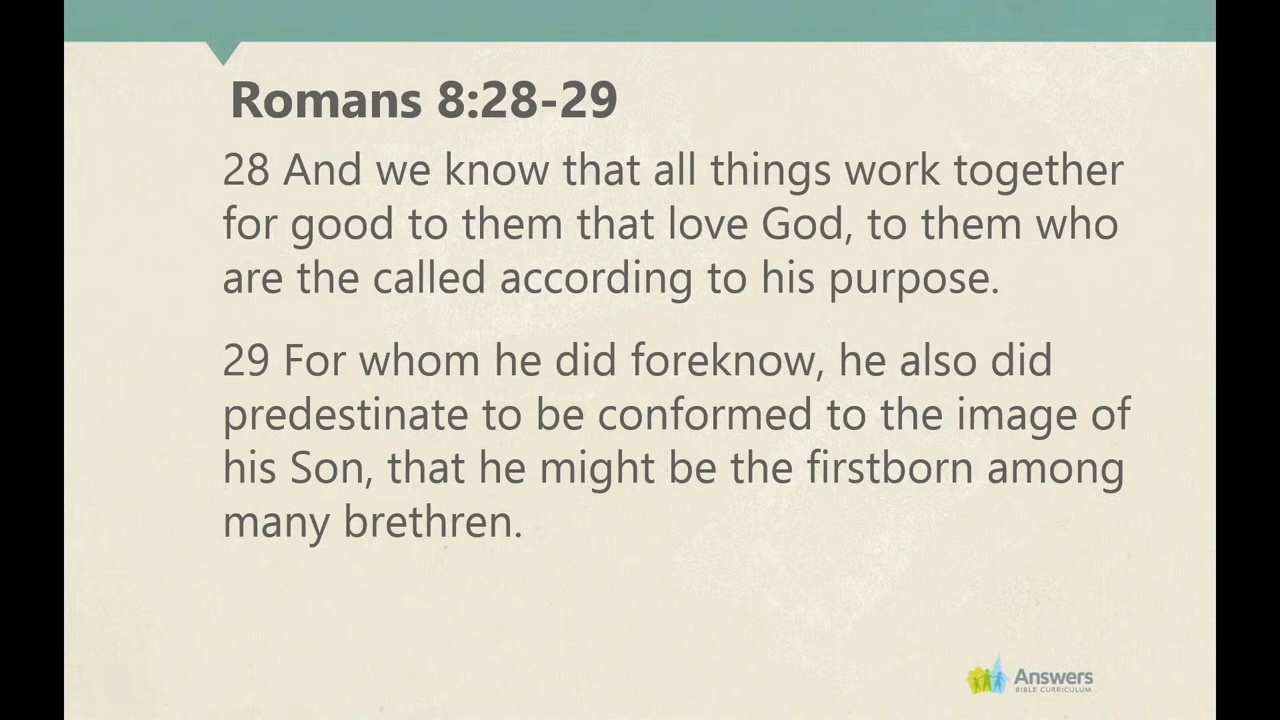 Romans 8:28-29
28 And we know that all things work together
for good to them that love God, to them who
are the called according to his purpose.
29 For whom he did foreknow, he also did
predestinate to be conformed to the image of
his Son, that he might be the firstborn among
many brethren.
Answers
BIBLE CURRICULUM